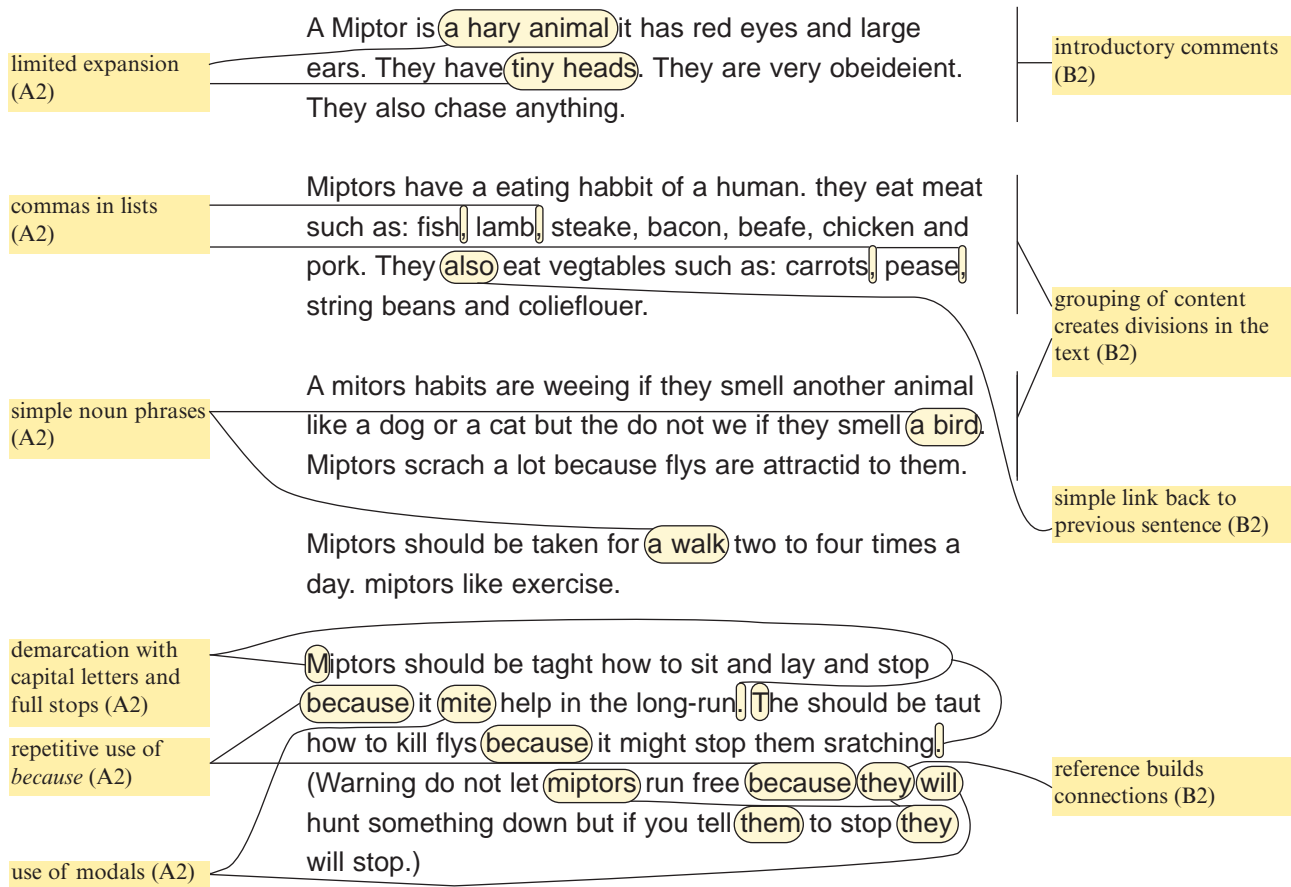 A Miptor is a hary animal it has red eyes and large
ears. They have tiny heads. They are very obeideient.
They also chase anything.
limited expansion
(A2)
introductory comments
(B2)
Miptors have a eating habbit of a human. they eat meat
such as: fish, lamb, steake, bacon, beafe, chicken and
pork. They also eat vegtables such as: carrots, pease,
string beans and colieflouer.
commas in lists
(A2)
grouping of content
creates divisions in the
text (B2)
A mitors habits are weeing if they smell another animal
like a dog or a cat but the do not we if they smell a bird.
Miptors scrach a lot because flys are attractid to them.
simple noun phrases
(A2)
simple link back to
previous sentence (B2)
Miptors should be taken for a walk two to four times a
day. miptors like exercise.
demarcation with
capital letters and
full stops (A2)
Miptors should be taght how to sit and lay and stop
because it mite help in the long-run. The should be taut
how to kill flys because it might stop them sratching.
(Warning do not let miptors run free because they will
hunt something down but if you tell them to stop they
will stop.)
repetitive use of
because (A2)
reference builds
connections (B2)
use of modals (A2)